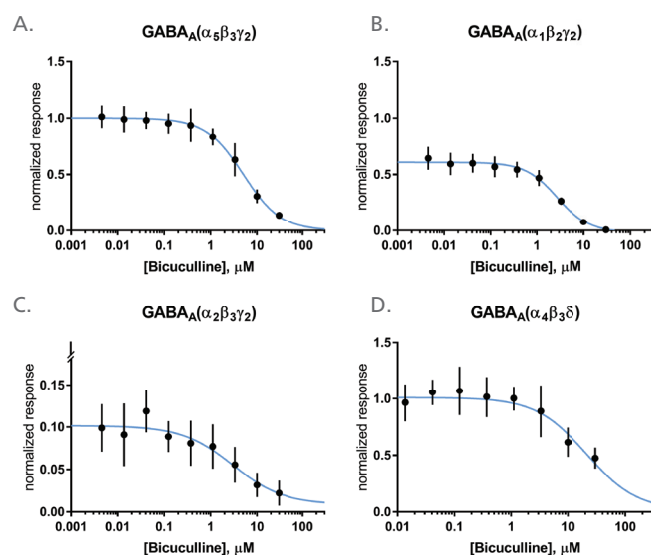 A.
GABAA(α5β3γ2)
normalized response
1.5
1.0
0.5
0.0
0.001 0.01 0.1 1 10 100
[Bicuculline], μM
B.
GABAA(α1β2γ2)
normalized response
1.5
1.0
0.5
0.0
0.001 0.01 0.1 1 10 100
[Bicuculline], μM
C.
GABAA(α2β3γ2)
normalized response
0.15
0.10
0.05
0.00
0.001 0.01 0.1 1 10 100
[Bicuculline], μM
D.
GABAA(α4β3δ)
normalized response
1.5
1.0
0.5
0.0
0.01 0.1 1 10 100
[Bicuculline], μM